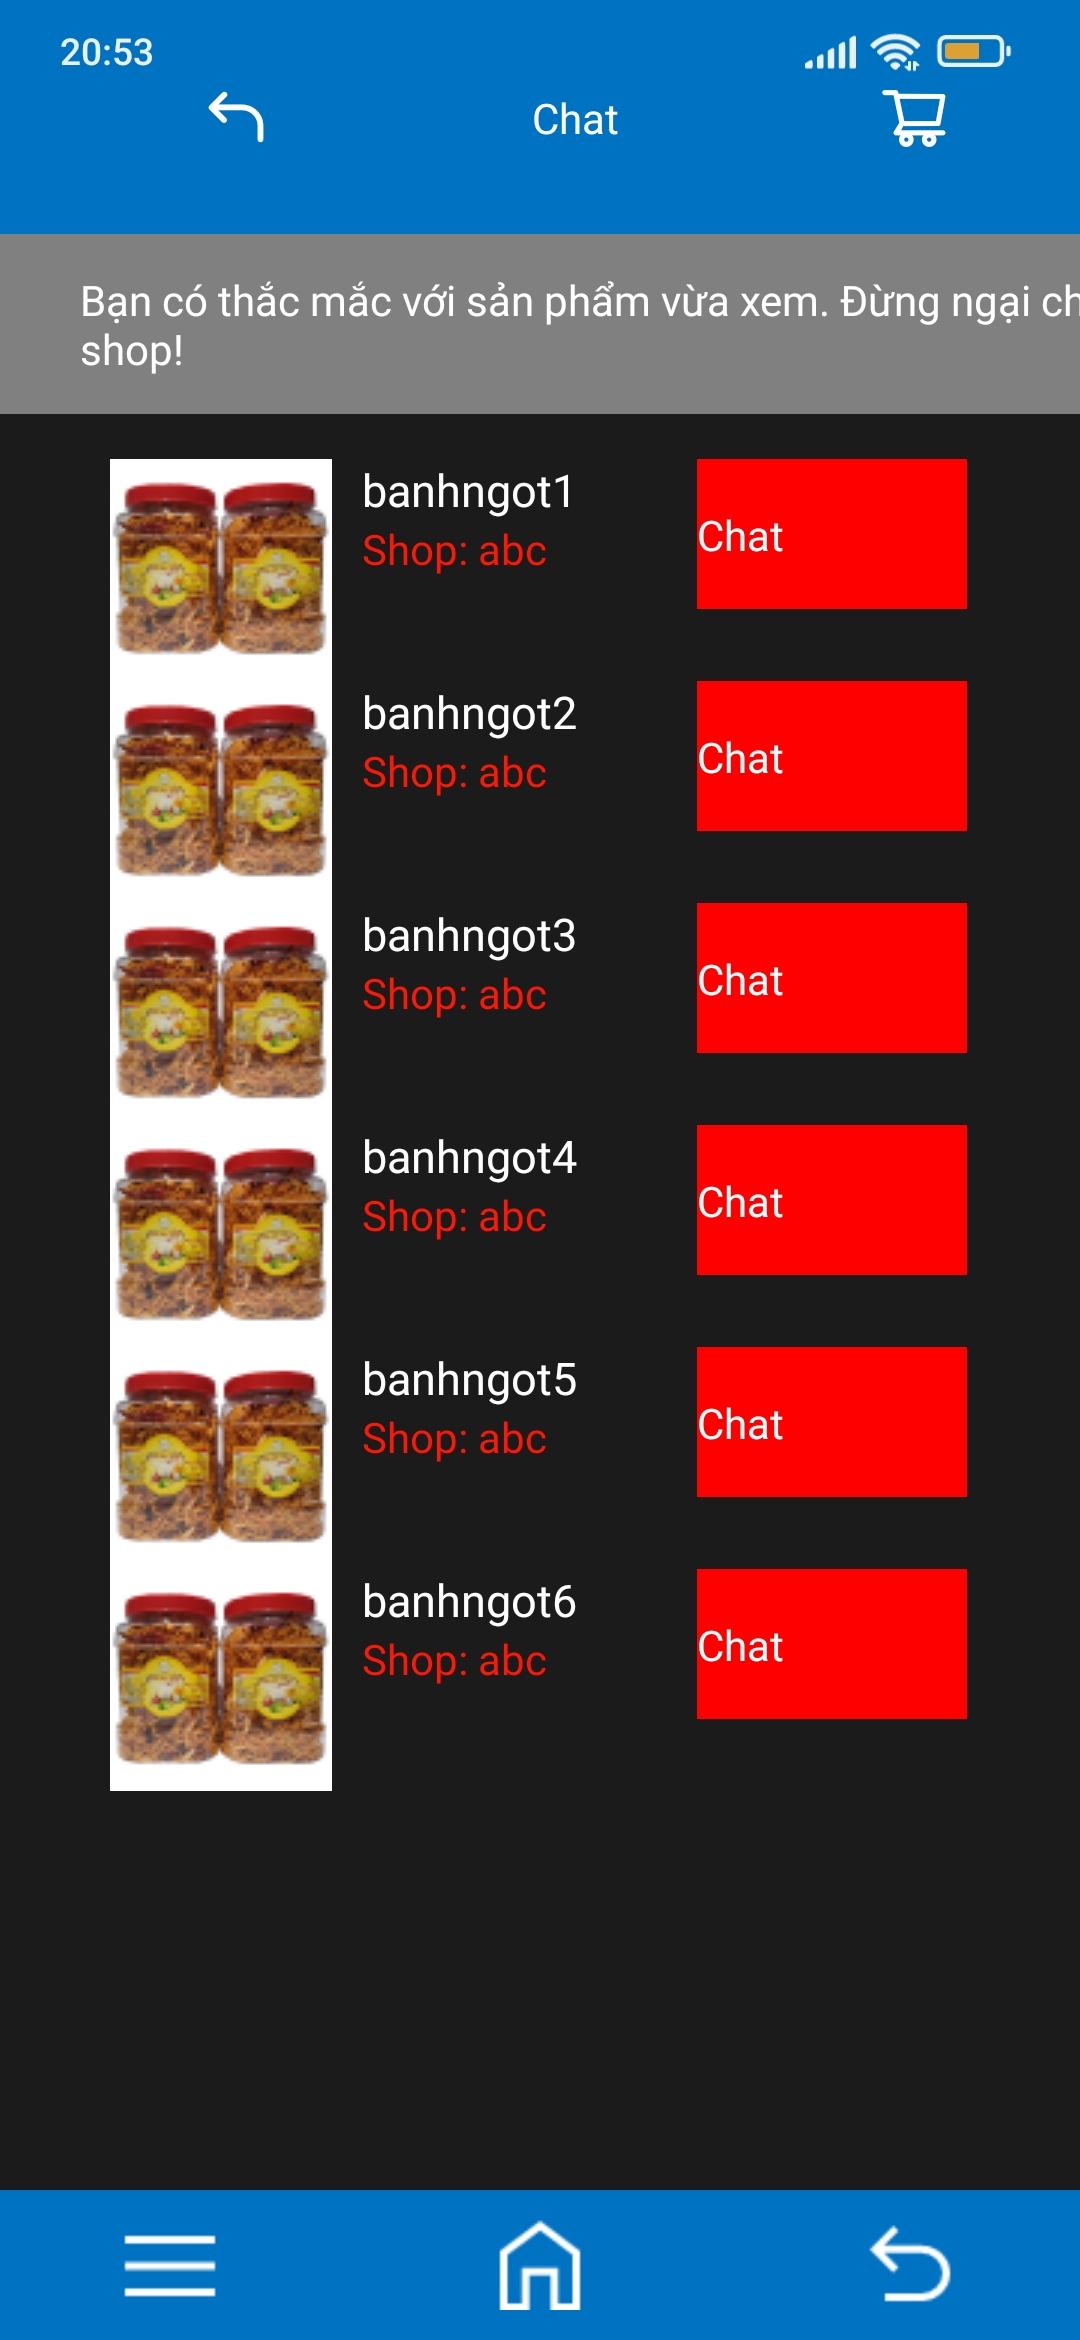 20:53
Chat
Bạn có thắc mắc với sản phẩm vừa xem. Đừng ngại ch
shop!
banhngot1
Shop: abc
Chat
banhngot2
Shop: abc
Chat
banhngot3
Shop: abc
Chat
banhngot4
Shop: abc
Chat
banhngot5
Shop: abc
Chat
banhngot6
Shop: abc
Chat